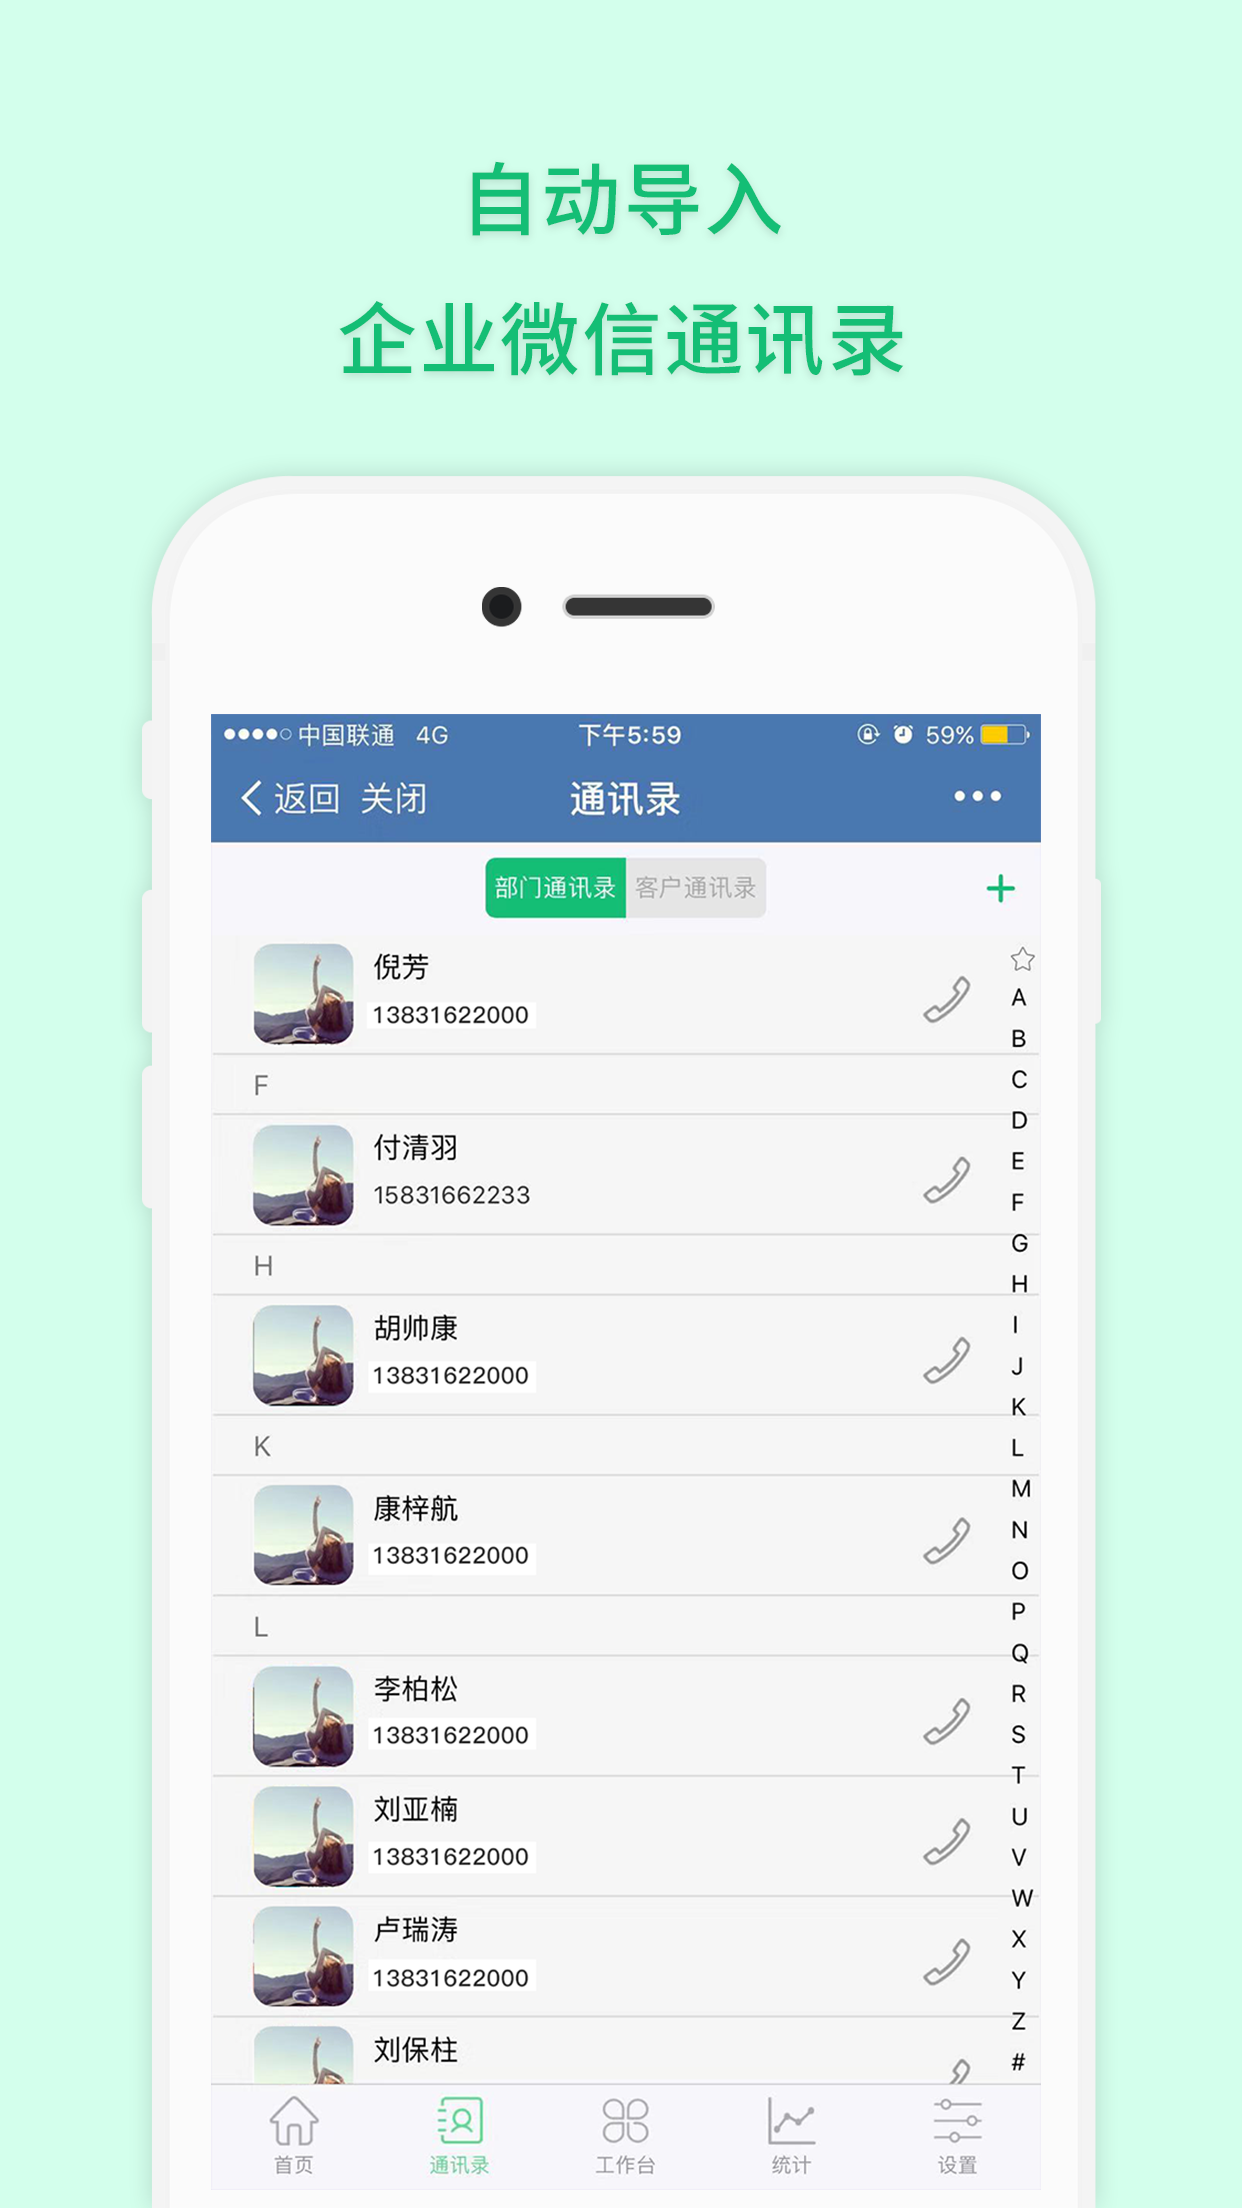 自动导入
企业微信通讯录
中国联通 4G 下午5:59 59%
返回 关闭 通讯录
部门通讯录 客户通讯录 +
倪芳
13831622000
F
付清羽
15831662233
H
胡帅康
13831622000
K
康梓航
13831622000
L
李柏松
13831622000
刘亚楠
13831622000
卢瑞涛
13831622000
刘保柱
A
B
C
D
E
F
G
H
I
J
K
L
M
N
O
P
Q
R
S
T
U
V
W
X
Y
Z
#
首页 通讯录 工作台 统计 设置